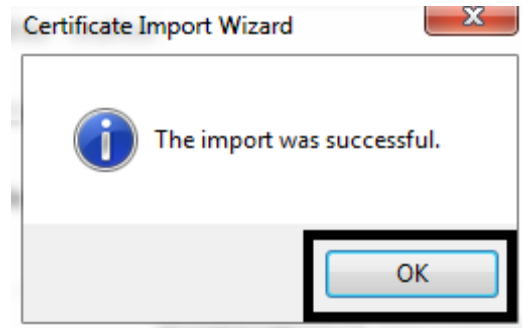 Certificate Import Wizard
The import was successful.
OK